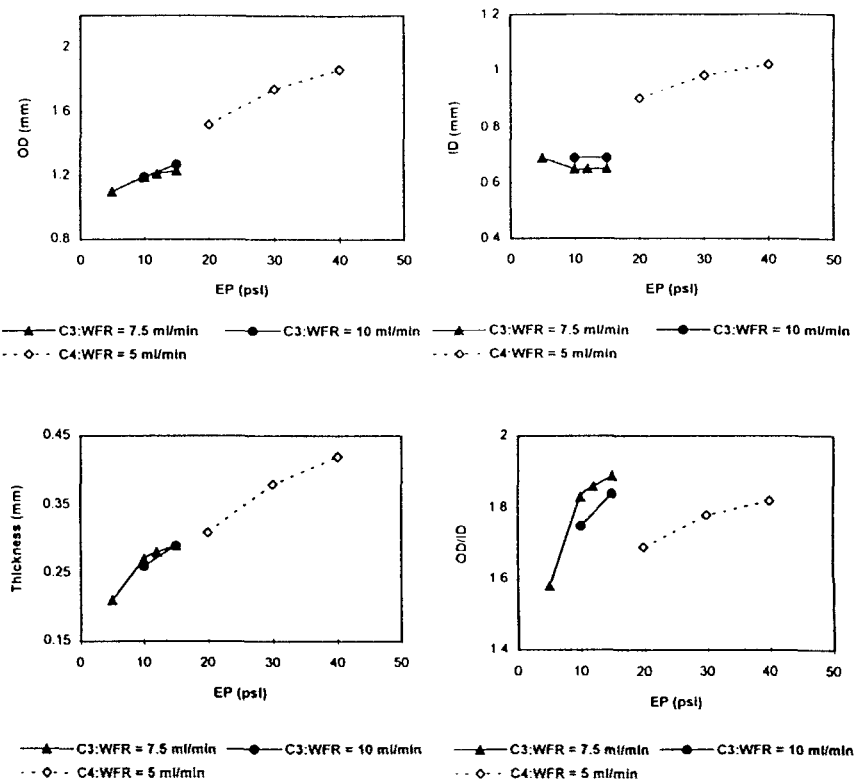 2
1 2
OD (mm)
1 6
1.2
0.8
0 10 20 30 40 50
EP (psi)
ID (mm)
1
0 8
0 6
0 4
0 10 20 30 40 50
EP (psi)
C3:WFR = 7.5 ml/min
C3:WFR = 10 ml/min
C4:WFR = 5 ml/min
C3:WFR = 7.5 ml/min
C3:WFR = 10 ml/min
C4:WFR = 5 ml/min
Thickness (mm)
0.45
0.35
0.25
0.15
0 10 20 30 40 50
EP (psi)
OD/ID
2
1.8
1.6
1 4
0 10 20 30 40 50
EP (psi)
C3:WFR = 7.5 ml/min
C3:WFR = 10 ml/min
C4:WFR = 5 ml/min
C3:WFR = 7.5 ml/min
C3:WFR = 10 ml/min
C4:WFR = 5 ml/min